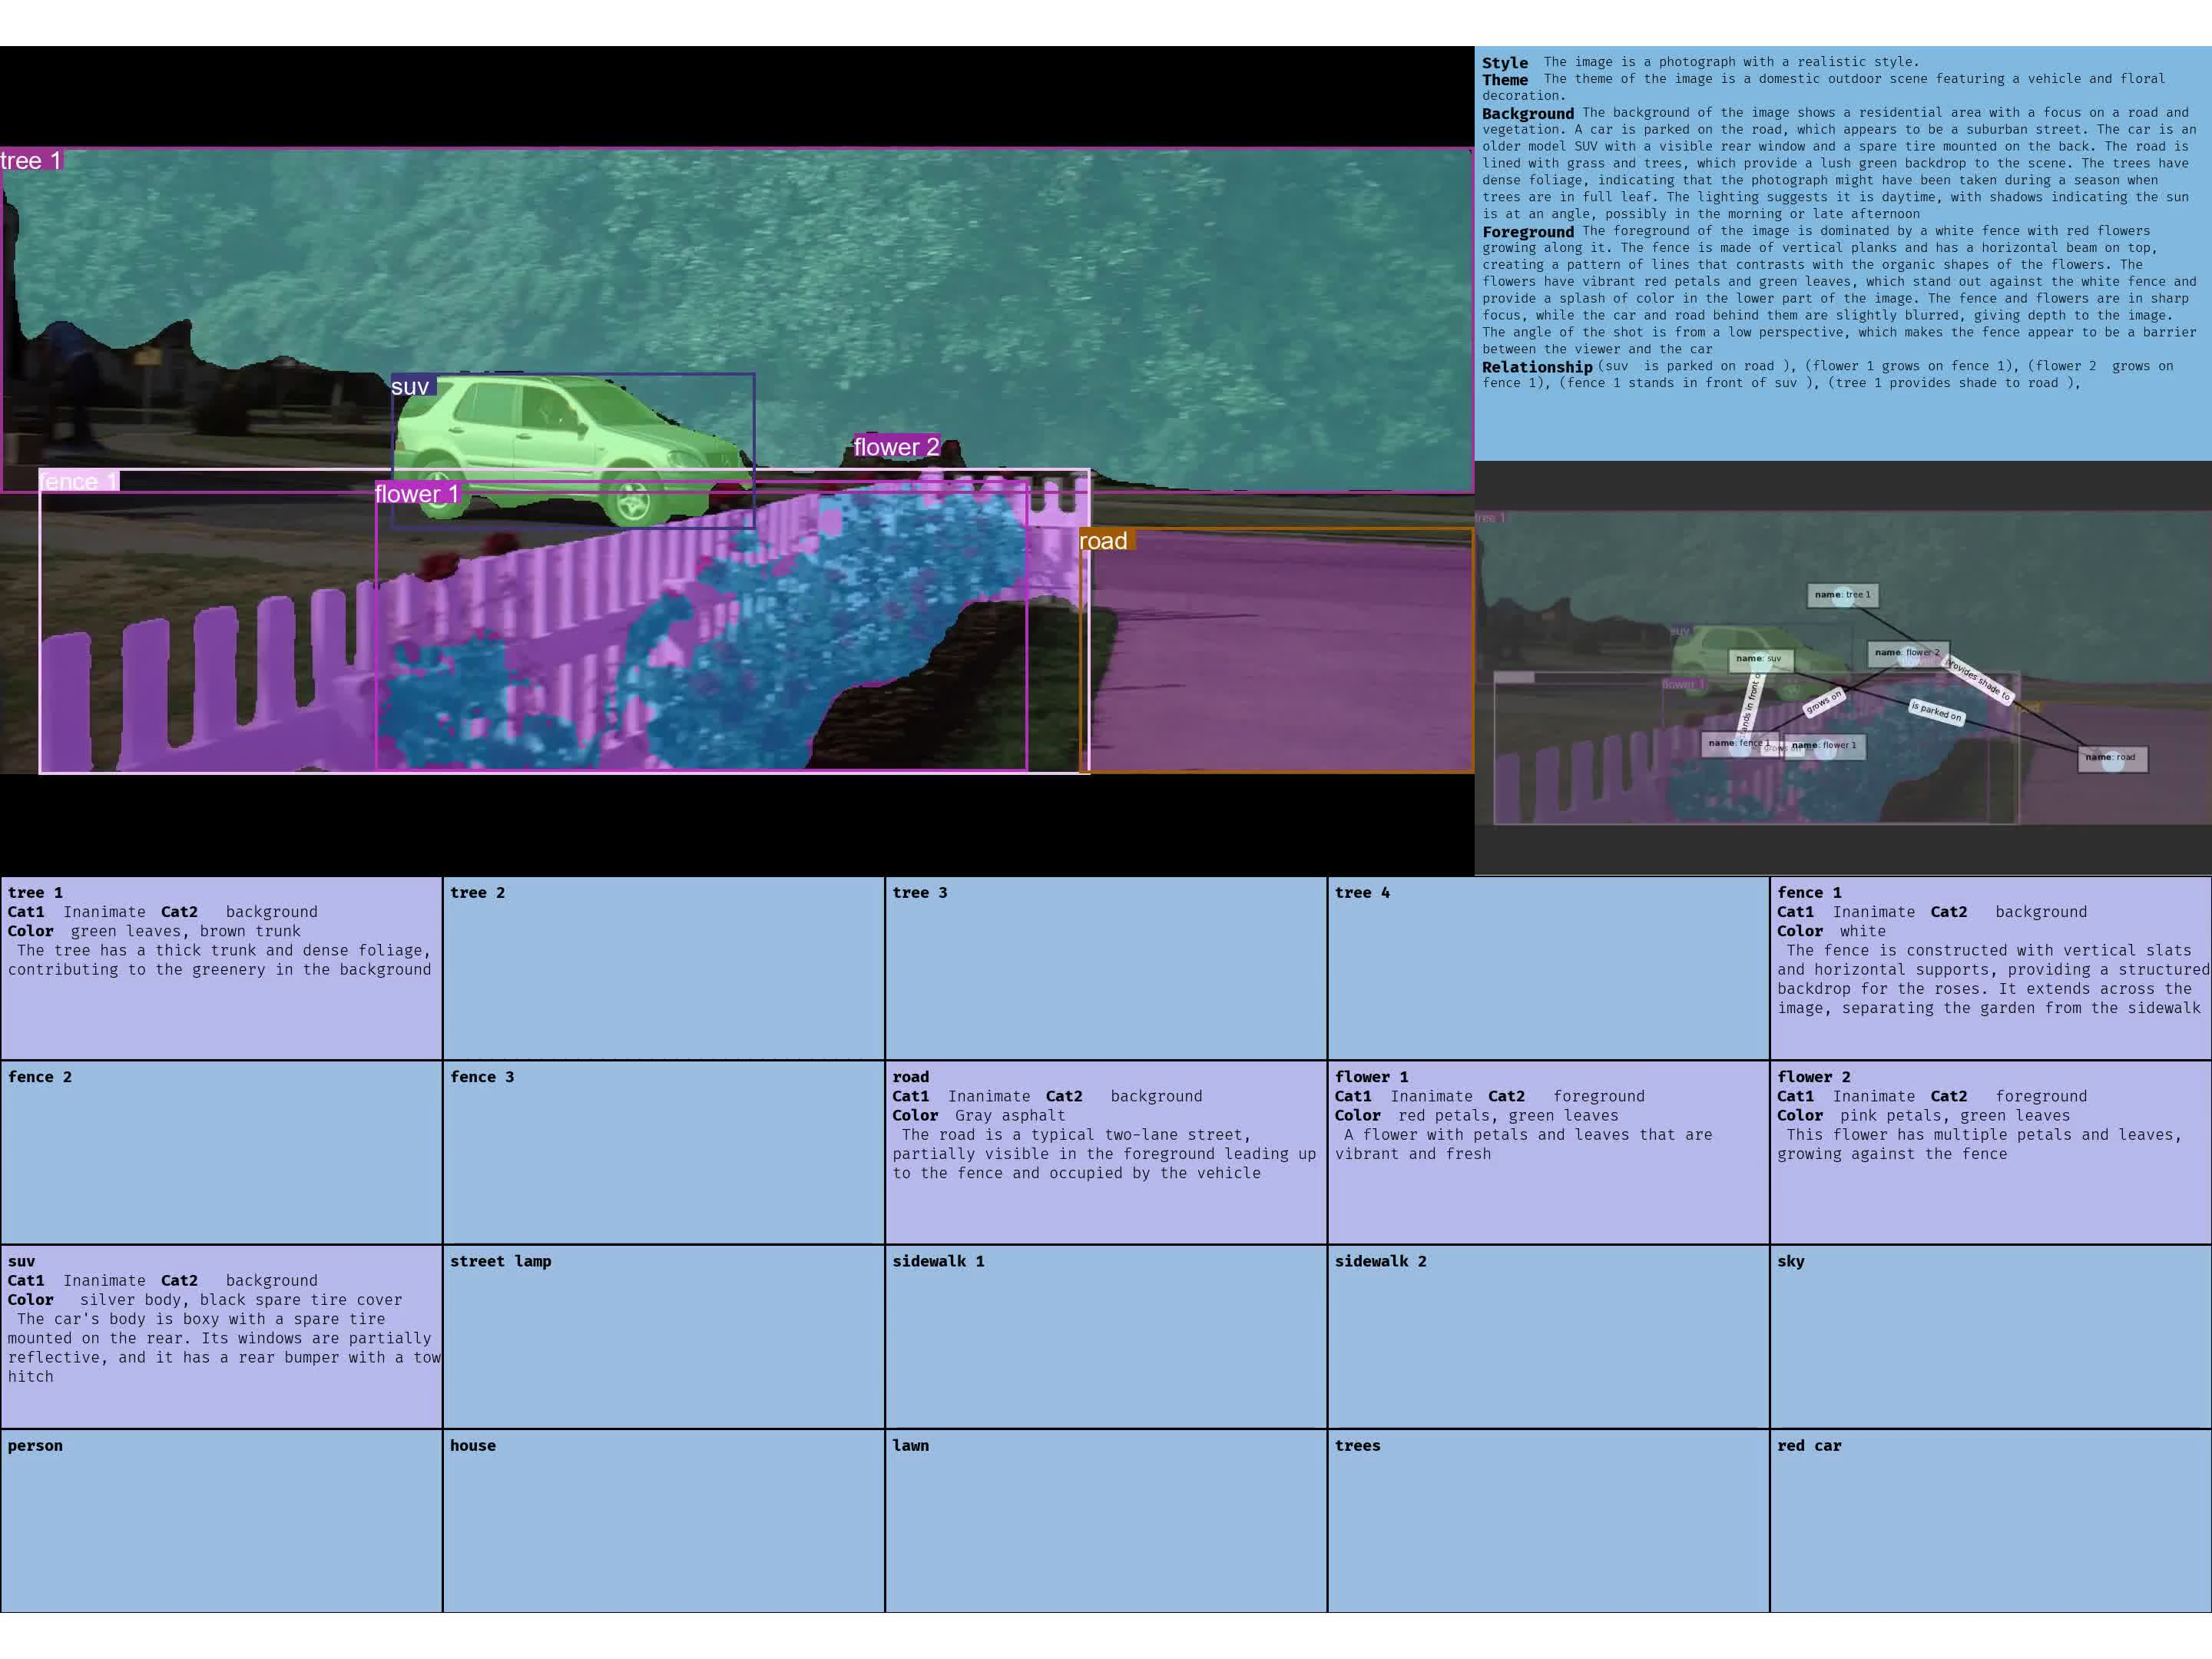 tree 1
suv
flower 2
fence 1
flower 1
road
Style The image is a photograph with a realistic style.
Theme The theme of the image is a domestic outdoor scene featuring a vehicle and floral
decoration.
Background The background of the image shows a residential area with a focus on a road and
vegetation. A car is parked on the road, which appears to be a suburban street. The car is an
older model SUV with a visible rear window and a spare tire mounted on the back. The road is
lined with grass and trees, which provide a lush green backdrop to the scene. The trees have
dense foliage, indicating that the photograph might have been taken during a season when
trees are in full leaf. The lighting suggests it is daytime, with shadows indicating the sun
is at an angle, possibly in the morning or late afternoon
Foreground The foreground of the image is dominated by a white fence with red flowers
growing along it. The fence is made of vertical planks and has a horizontal beam on top,
creating a pattern of lines that contrasts with the organic shapes of the flowers. The
flowers have vibrant red petals and green leaves, which stand out against the white fence and
provide a splash of color in the lower part of the image. The fence and flowers are in sharp
focus, while the car and road behind them are slightly blurred, giving depth to the image.
The angle of the shot is from a low perspective, which makes the fence appear to be a barrier
between the viewer and the car
Relationship (suv is parked on road ), (flower 1 grows on fence 1), (flower 2 grows on
fence 1), (fence 1 stands in front of suv ), (tree 1 provides shade to road ),
tree 1
name: tree 1
suv
name: suv
name: flower 2
provides shade to
flower 1
grows on
is parked on
name: fence 1
grows on
name: flower 1
name: road
tree 1
Cat1 Inanimate Cat2 background
Color green leaves, brown trunk
The tree has a thick trunk and dense foliage,
contributing to the greenery in the background
tree 2
tree 3
tree 4
fence 1
Cat1 Inanimate Cat2 background
Color white
The fence is constructed with vertical slats
and horizontal supports, providing a structured
backdrop for the roses. It extends across the
image, separating the garden from the sidewalk
fence 2
fence 3
road
Cat1 Inanimate Cat2 background
Color Gray asphalt
The road is a typical two-lane street,
partially visible in the foreground leading up
to the fence and occupied by the vehicle
flower 1
Cat1 Inanimate Cat2 foreground
Color red petals, green leaves
A flower with petals and leaves that are
vibrant and fresh
flower 2
Cat1 Inanimate Cat2 foreground
Color pink petals, green leaves
This flower has multiple petals and leaves,
growing against the fence
suv
Cat1 Inanimate Cat2 background
Color silver body, black spare tire cover
The car's body is boxy with a spare tire
mounted on the rear. Its windows are partially
reflective, and it has a rear bumper with a tow
hitch
street lamp
sidewalk 1
sidewalk 2
sky
person
house
lawn
trees
red car